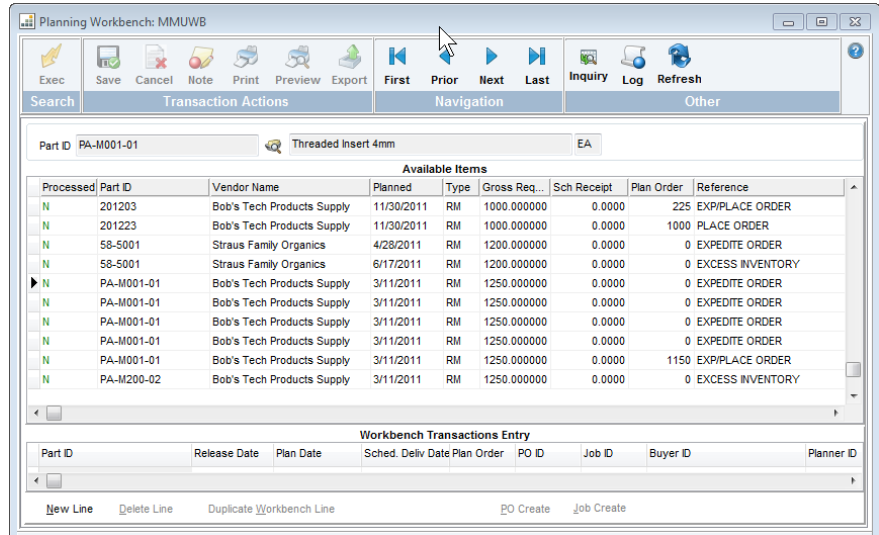 Planning Workbench: MMUWB
Exec Save Cancel Note Print Preview Export First Prior Next Last Inquiry Log Refresh
Search Transaction Actions Navigation Other
Part ID PA-M001-01 Threaded Insert 4mm EA
Available Items
Processed Part ID Vendor Name Planned Type Gross Req... Sch Receipt Plan Order Reference
N 201203 Bob's Tech Products Supply 11/30/2011 RM 1000.000000 0.0000 225 EXP/PLACE ORDER
N 201223 Bob's Tech Products Supply 11/30/2011 RM 1000.000000 0.0000 1000 PLACE ORDER
N 58-5001 Straus Family Organics 4/28/2011 RM 1200.000000 0.0000 0 EXPEDITE ORDER
N 58-5001 Straus Family Organics 6/17/2011 RM 1200.000000 0.0000 0 EXCESS INVENTORY
N PA-M001-01 Bob's Tech Products Supply 3/11/2011 RM 1250.000000 0.0000 0 EXPEDITE ORDER
N PA-M001-01 Bob's Tech Products Supply 3/11/2011 RM 1250.000000 0.0000 0 EXPEDITE ORDER
N PA-M001-01 Bob's Tech Products Supply 3/11/2011 RM 1250.000000 0.0000 0 EXPEDITE ORDER
N PA-M001-01 Bob's Tech Products Supply 3/11/2011 RM 1250.000000 0.0000 0 EXPEDITE ORDER
N PA-M001-01 Bob's Tech Products Supply 3/11/2011 RM 1250.000000 0.0000 1150 EXP/PLACE ORDER
N PA-M200-02 Bob's Tech Products Supply 3/11/2011 RM 1250.000000 0.0000 0 EXCESS INVENTORY
Workbench Transactions Entry
Part ID Release Date Plan Date Sched. Deliv Date Plan Order PO ID Job ID Buyer ID Planner ID
New Line Delete Line Duplicate Workbench Line PO Create Job Create